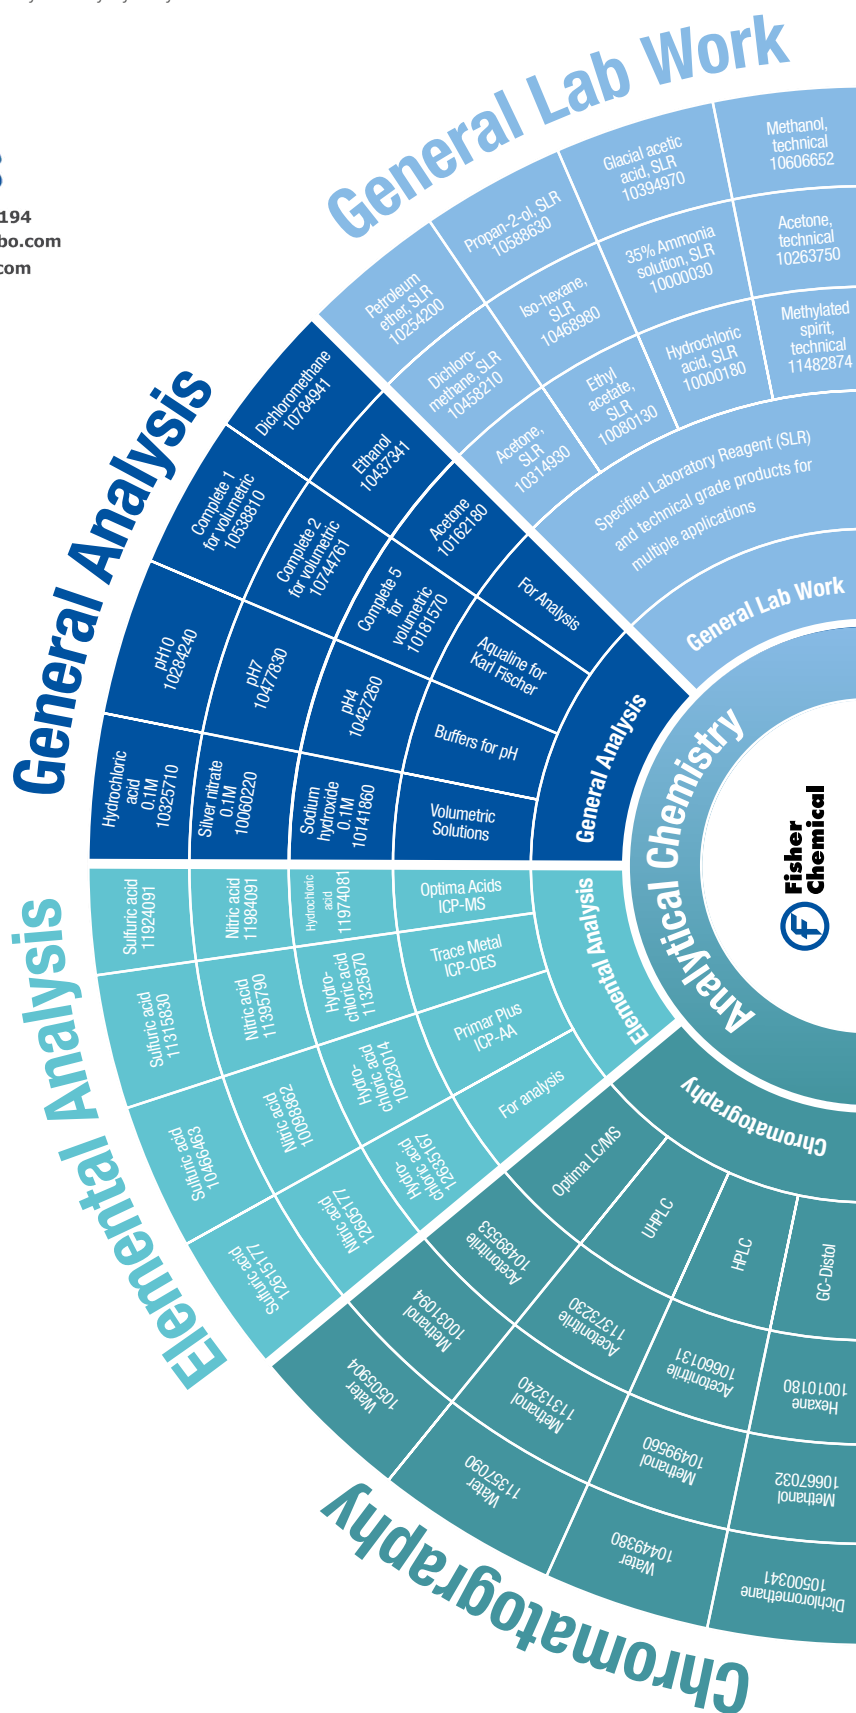 194
bo.com
com
General Lab Work
Methanol,
technical
10606652
Glacial acetic
acid, SLR
10394970
Propan-2-ol, SLR
10588630
Petroleum
ether, SLR
10254200
Acetone,
technical
10263750
35% Ammonia
solution, SLR
10000030
Iso-hexane,
SLR
10468980
Dichloro-
methane, SLR
10458210
Methylated
spirit,
technical
11482874
Hydrochloric
acid, SLR
10000180
Ethyl
acetate,
SLR
10080130
Acetone,
SLR
10314930
Specified Laboratory Reagent (SLR)
and technical grade products for
multiple applications
General Lab Work
General Analysis
Dichloromethane
10784941
Ethanol
10437341
Acetone
10162180
For Analysis
Complete 1
for volumetric
10538810
Complete 2
for volumetric
10744761
Complete 5
for
volumetric
10181570
Aqualine for
Karl Fischer
pH10
10284240
pH7
10477830
pH4
10427260
Buffers for pH
Hydrochloric
acid
0.1M
10325710
Silver nitrate
0.1M
10060220
Sodium
hydroxide
0.1M
10141860
Volumetric
Solutions
General Analysis
Analytical Chemistry
Fisher
Chemical
f
Elemental Analysis
Sulfuric acid
11924091
Nitric acid
11984091
Hydrochloric
acid
11974081
Optima Acids
ICP-MS
Sulfuric acid
11315830
Nitric acid
11395790
Hydro-
chloric acid
11325870
Trace Metal
ICP-OES
Sulfuric acid
10466463
Nitric acid
10098862
Hydro-
chloric acid
10623014
Primar Plus
ICP-AA
Sulfuric acid
12615177
Nitric acid
12605177
Hydro-
chloric acid
12635167
For analysis
Elemental Analysis
Chromatography
Optima LC/MS
Acetonitrile
10489553
Methanol
10031094
Water
10505904
UHPLC
Acetonitrile
11373230
Methanol
11313240
Water
11357090
HPLC
Acetonitrile
10660131
Methanol
10499560
Water
10449380
GC-Distol
Hexane
10010180
Methanol
10667032
Dichloromethane
10500341
Chromatography